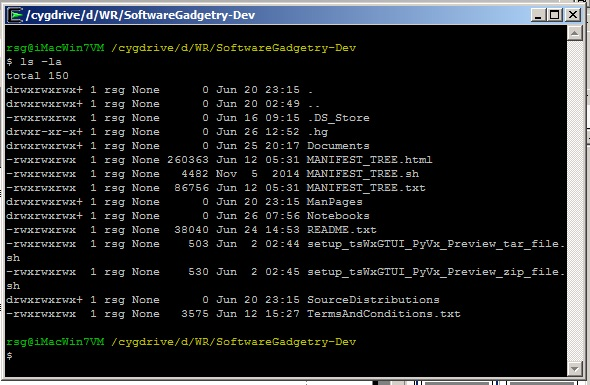 /cygdrive/d/WR/SoftwareGadgetry-Dev
rsg@iMacWin7VM /cygdrive/d/WR/SoftwareGadgetry-Dev
$ ls -la
total 150
drwxrwxrwx+ 1 rsg None      0 Jun 20 23:15 .
drwxrwxrwx+ 1 rsg None      0 Jun 20 02:49 ..
-rwxrwxrwx  1 rsg None      0 Jun 16 09:15 .DS_Store
drwxr-xr-x+ 1 rsg None      0 Jun 26 12:52 .hg
drwxrwxrwx+ 1 rsg None      0 Jun 25 20:17 Documents
-rwxrwxrwx  1 rsg None 260363 Jun 12 05:31 MANIFEST_TREE.html
-rwxrwxrwx  1 rsg None   4482 Nov  5  2014 MANIFEST_TREE.sh
-rwxrwxrwx  1 rsg None  86756 Jun 12 05:31 MANIFEST_TREE.txt
drwxrwxrwx+ 1 rsg None      0 Jun 20 23:15 ManPages
drwxrwxrwx+ 1 rsg None      0 Jun 26 07:56 Notebooks
-rwxrwxrwx  1 rsg None  38040 Jun 24 14:53 README.txt
-rwxrwxrwx  1 rsg None    503 Jun  2 02:44 setup_tsWxGTUI_PyVx_Preview_tar_file.
sh
-rwxrwxrwx  1 rsg None    530 Jun  2 02:45 setup_tsWxGTUI_PyVx_Preview_zip_file.
sh
drwxrwxrwx+ 1 rsg None      0 Jun 20 23:15 SourceDistributions
-rwxrwxrwx  1 rsg None   3575 Jun 12 15:27 TermsAndConditions.txt
rsg@iMacWin7VM /cygdrive/d/WR/SoftwareGadgetry-Dev
$